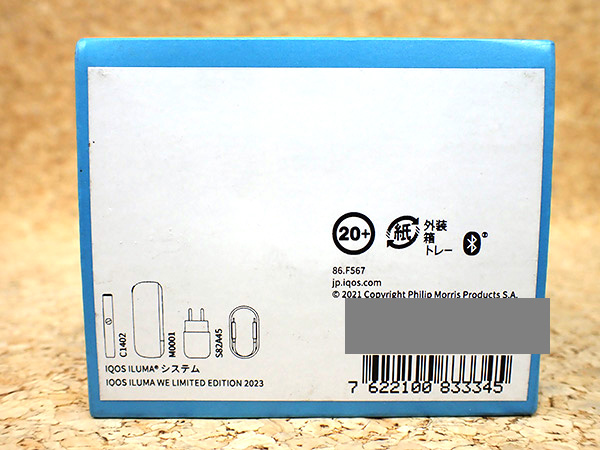 20+
紙
外装
箱
トレー
86.F567
jp.iqos.com
© 2021 Copyright Philip Morris Products S.A.
C1402
M0001
S82A45
IQOS ILUMA® システム
IQOS ILUMA WE LIMITED EDITION 2023
7 622100 833345